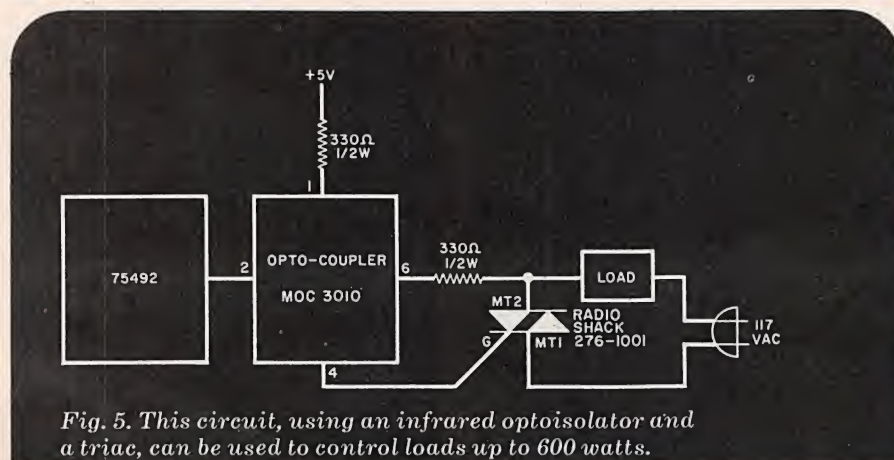 +5V
330Ω
1/2W
1
75492
2
OPTO-COUPLER
MOC 3010
6
330Ω
1/2W
LOAD
MT2
G
MT1
RADIO
SHACK
276-1001
117
VAC
4
Fig. 5. This circuit, using an infrared optoisolator and
a triac, can be used to control loads up to 600 watts.